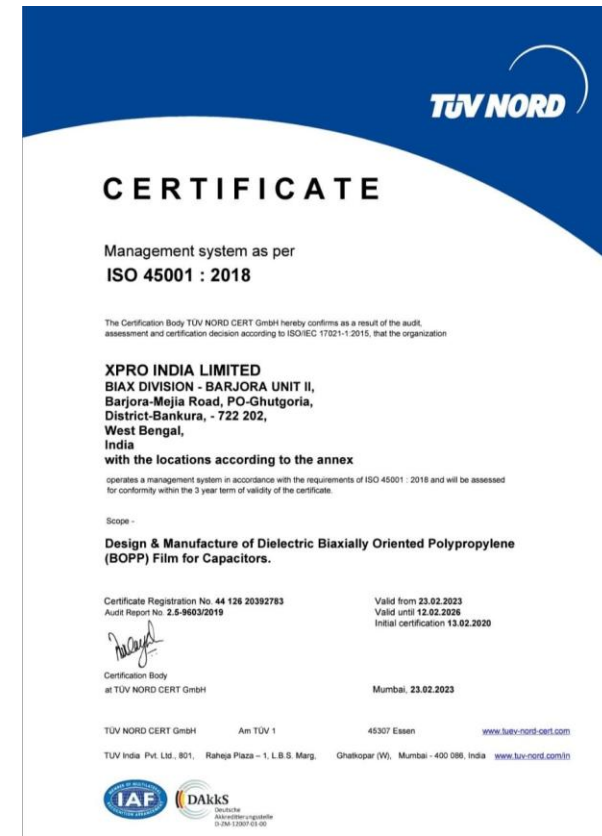 TÜV NORD
CERTIFICATE
Management system as per
ISO 45001 : 2018
The Certification Body TÜV NORD CERT GmbH hereby confirms as a result of the audit,
assessment and certification decision according to ISO/IEC 17021-1:2015, that the organization
XPRO INDIA LIMITED
BIAX DIVISION - BARJORA UNIT II,
Barjora-Mejia Road, PO-Ghutgoria,
District-Bankura, - 722 202,
West Bengal,
India
with the locations according to the annex
operates a management system in accordance with the requirements of ISO 45001 : 2018 and will be assessed
for conformity within the 3 year term of validity of the certificate.
Scope -
Design & Manufacture of Dielectric Biaxially Oriented Polypropylene
(BOPP) Film for Capacitors.
Certificate Registration No. 44 126 20392783
Audit Report No. 2.5-9603/2019
Valid from 23.02.2023
Valid until 12.02.2026
Initial certification 13.02.2020
Certification Body
at TÜV NORD CERT GmbH
Mumbai, 23.02.2023
TÜV NORD CERT GmbH Am TÜV 1 45307 Essen www.tuev-nord-cert.com
TUV India Pvt. Ltd., 801, Raheja Plaza – 1, L.B.S. Marg, Ghatkopar (W), Mumbai - 400 086, India www.tuv-nord.com/in
IAF
DAkkS
Deutsche
Akkreditierungsstelle
D-ZM-12007-01-00